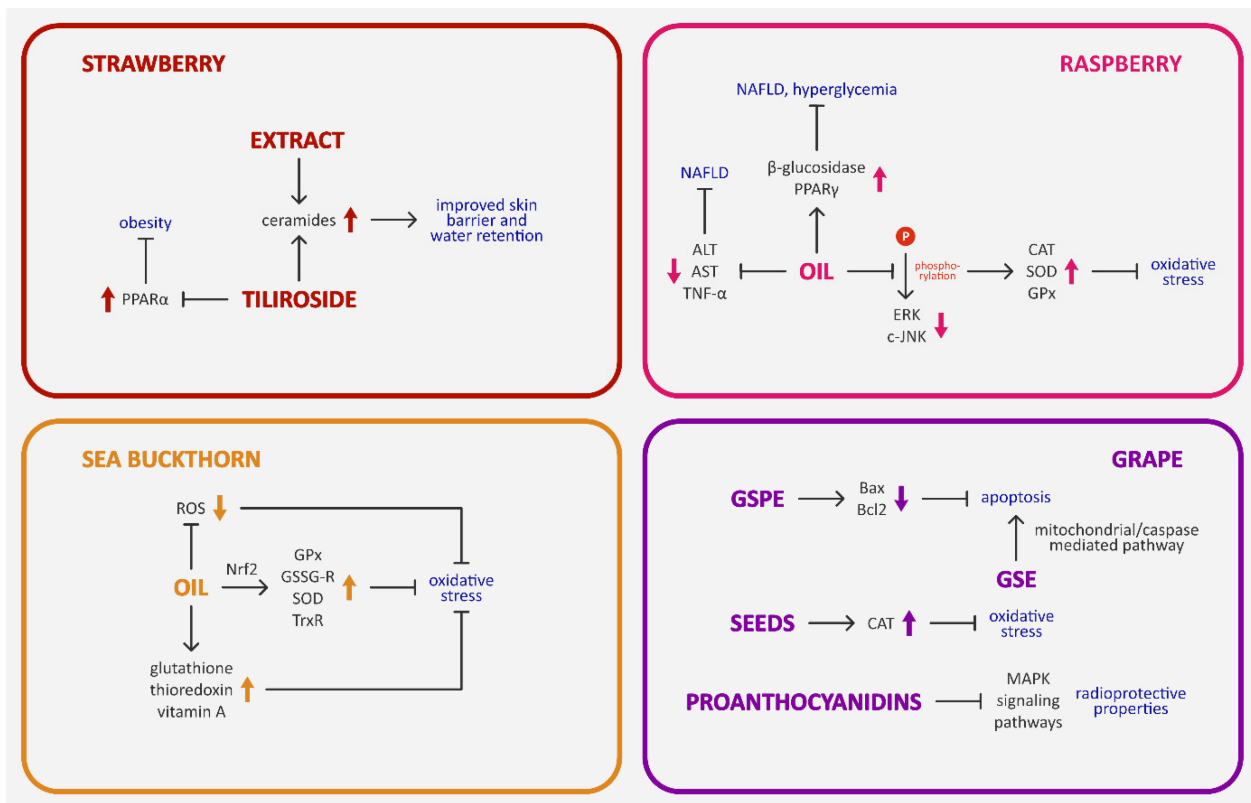 STRAWBERRY
EXTRACT
ceramides
improved skin
barrier and
water retention
obesity
PPARα
TILIROSIDE
RASPBERRY
NAFLD, hyperglycemia
β-glucosidase
PPARγ
NAFLD
ALT
AST
TNF-α
OIL
P
phospho-
rylation
ERK
c-JNK
CAT
SOD
GPx
oxidative
stress
SEA BUCKTHORN
ROS
OIL
Nrf2
GPx
GSSG-R
SOD
TrxR
oxidative
stress
glutathione
thioredoxin
vitamin A
GRAPE
GSPE
Bax
Bcl2
apoptosis
mitochondrial/caspase
mediated pathway
GSE
SEEDS
CAT
oxidative
stress
PROANTHOCYANIDINS
MAPK
signaling
pathways
radioprotective
properties